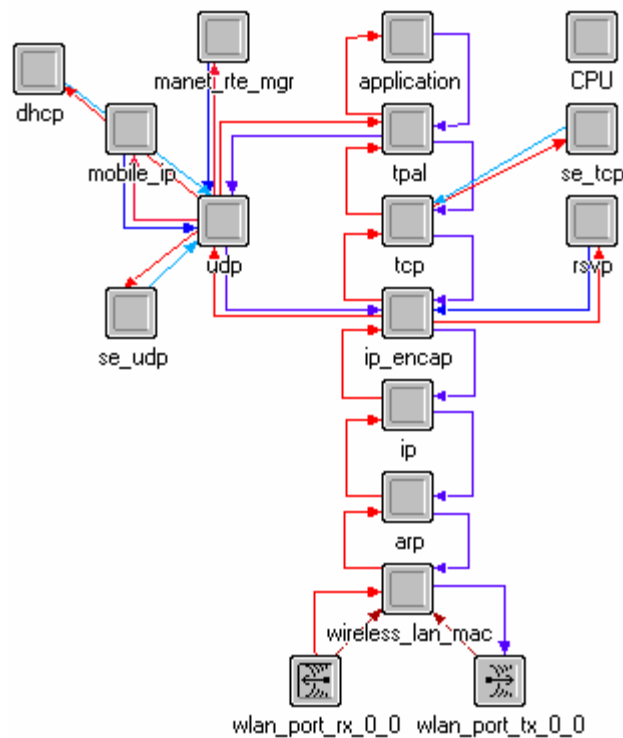 manet_rte_mgr
application
CPU
dhcp
mobile_ip
tpal
se_tcp
udp
tcp
rsvp
se_udp
ip_encap
ip
arp
wireless_lan_mac
wlan_port_rx_0_0
wlan_port_tx_0_0